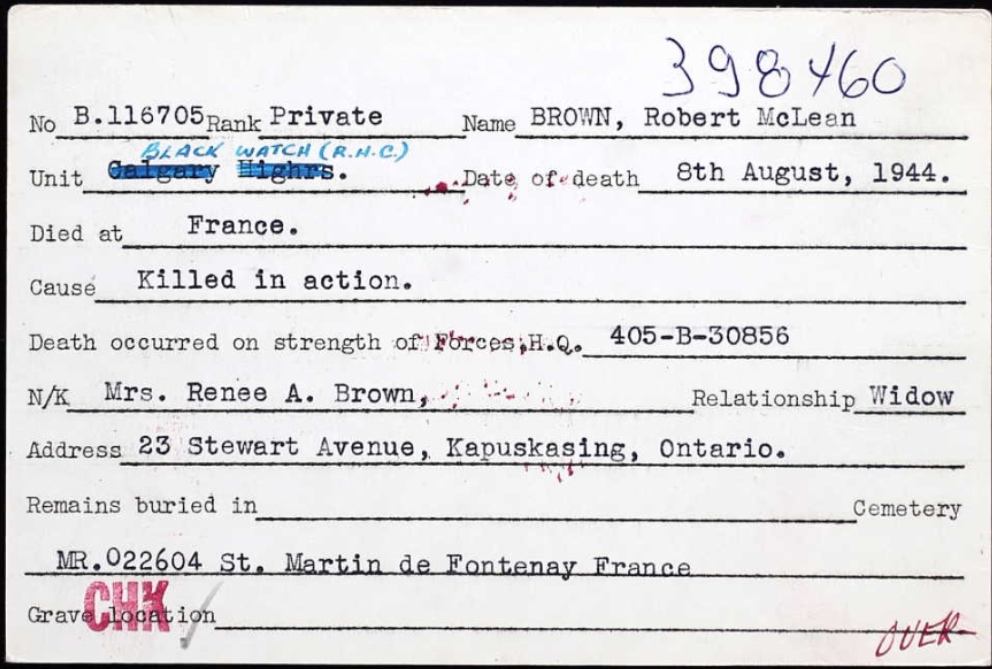 398460
No B.116705 Rank Private Name BROWN, Robert McLean
BLACK WATCH (R.H.C.)
Unit Calgary Highrs. Date of death 8th August, 1944.
Died at France.
Cause Killed in action.
Death occurred on strength of Forces, H.Q. 405-B-30856
N/K Mrs. Renee A. Brown, Relationship Widow
Address 23 Stewart Avenue, Kapuskasing, Ontario.
Remains buried in Cemetery
MR.022604 St. Martin de Fontenay France
CHK
Grave location
OVER